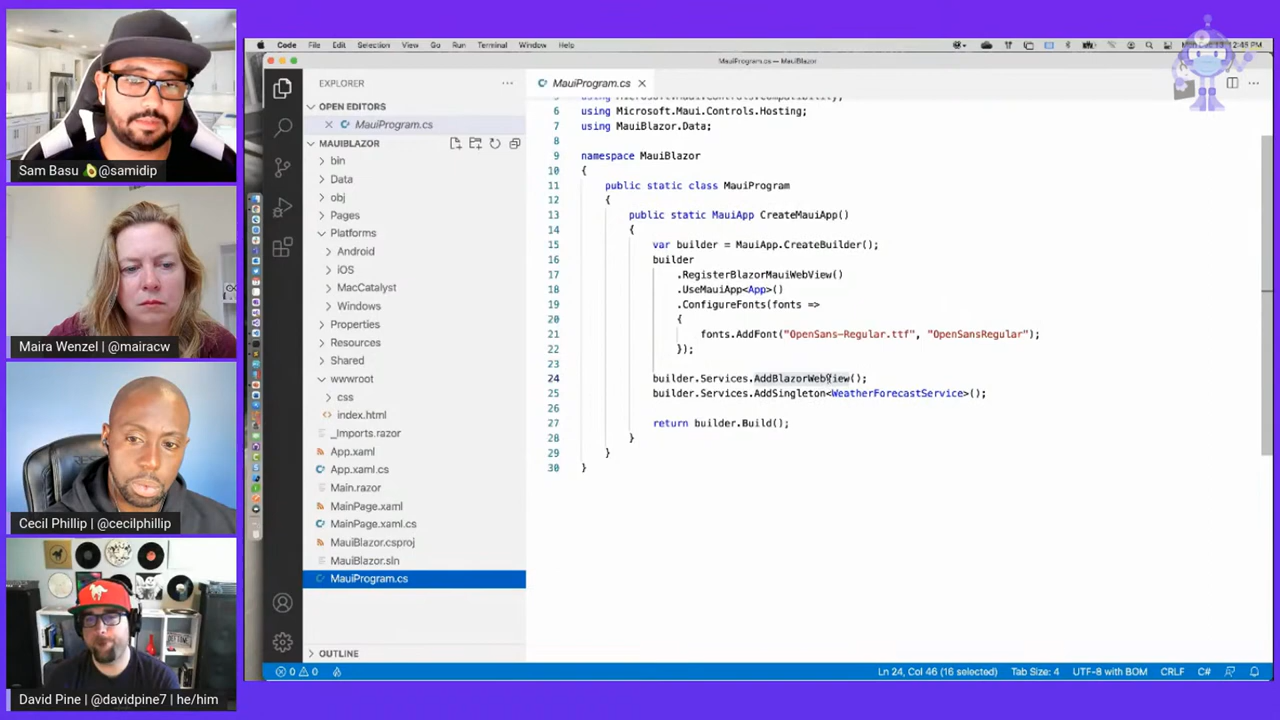 Sam Basu 🥑@samidip
Maira Wenzel | @mairacw
Cecil Phillip | @cecilphillip
David Pine | @davidpine7 | he/him
Code File Edit Selection View Go Run Terminal Window Help
MauiProgram.cs — MauiBlazor
EXPLORER
OPEN EDITORS
MauiProgram.cs
MAUIBLAZOR
bin
Data
obj
Pages
Platforms
Android
iOS
MacCatalyst
Windows
Properties
Resources
Shared
wwwroot
css
index.html
_Imports.razor
App.xaml
App.xaml.cs
Main.razor
MainPage.xaml
MainPage.xaml.cs
MauiBlazor.csproj
MauiBlazor.sln
MauiProgram.cs
OUTLINE
MauiProgram.cs
using Microsoft.Maui.Controls.Compatibility;
6 using Microsoft.Maui.Controls.Hosting;
7 using MauiBlazor.Data;
8
9 namespace MauiBlazor
10 {
11 public static class MauiProgram
12 {
13 public static MauiApp CreateMauiApp()
14 {
15 var builder = MauiApp.CreateBuilder();
16 builder
17 .RegisterBlazorMauiWebView()
18 .UseMauiApp<App>()
19 .ConfigureFonts(fonts =>
20 {
21 fonts.AddFont("OpenSans-Regular.ttf", "OpenSansRegular");
22 });
23
24 builder.Services.AddBlazorWebView();
25 builder.Services.AddSingleton<WeatherForecastService>();
26
27 return builder.Build();
28 }
29 }
30 }
0 0
Ln 24, Col 46 (16 selected) Tab Size: 4 UTF-8 with BOM CRLF C#